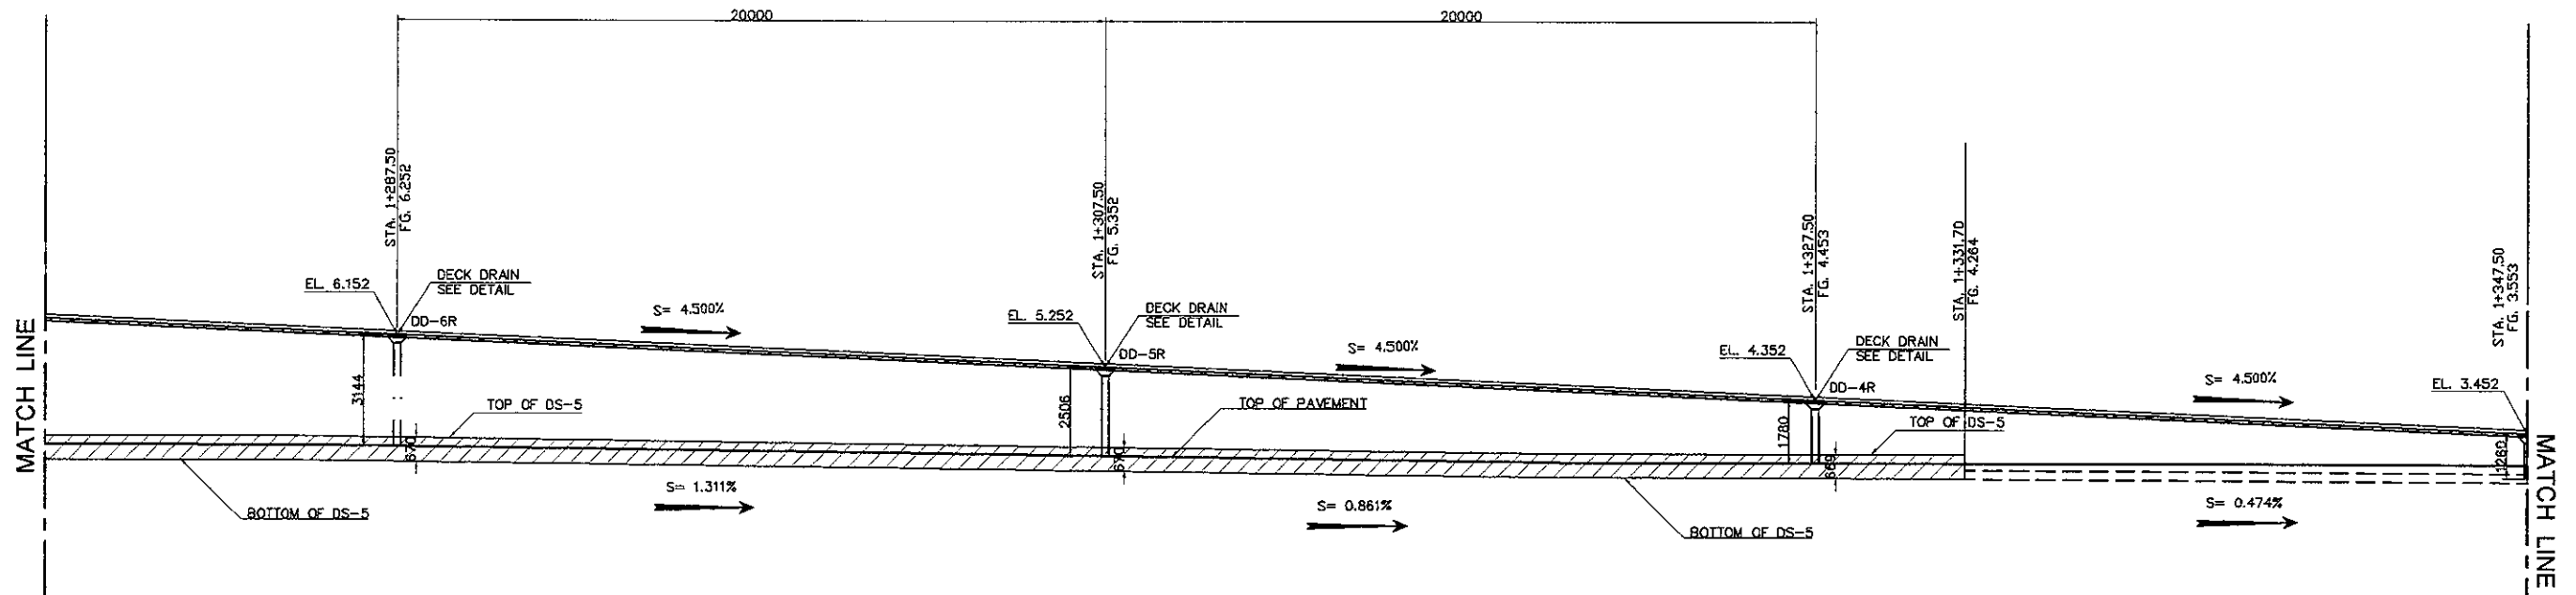 20000
20000
STA. 1+287.50
FG. 6.252
STA. 1+307.50
FG. 5.352
STA. 1+327.50
FG. 4.453
STA. 1+331.70
FG. 4.264
STA. 1+347.50
FG. 3.553
EL. 6.152
DECK DRAIN
SEE DETAIL
DD-6R
S= 4.500%
EL. 5.252
DECK DRAIN
SEE DETAIL
DD-5R
S= 4.500%
EL. 4.352
DECK DRAIN
SEE DETAIL
DD-4R
S= 4.500%
EL. 3.452
MATCH LINE
3144
TOP OF DS-5
670
2506
TOP OF PAVEMENT
670
1780
TOP OF DS-5
669
1260
MATCH LINE
S= 1.311%
BOTTOM OF DS-5
S= 0.861%
BOTTOM OF DS-5
S= 0.474%